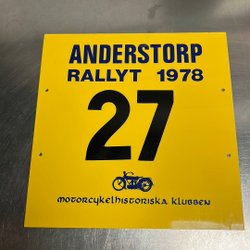 ANDERSTORP
RALLYT 1978
27
MOTORCYKELHISTORISKA KLUBBEN